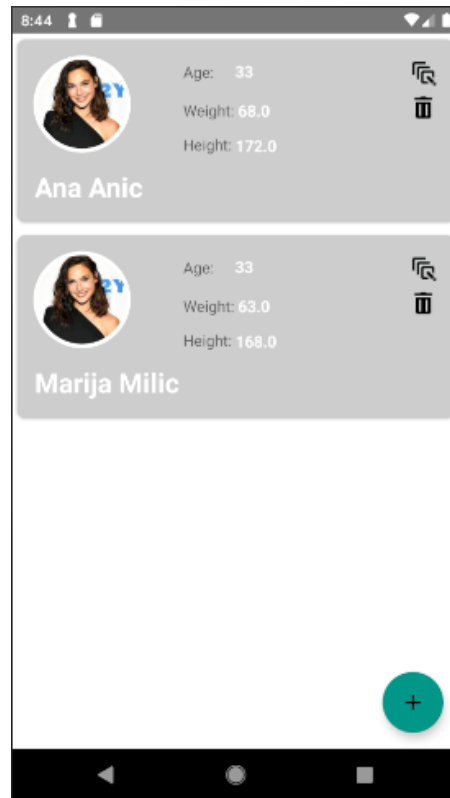 8:44
Age: 33
Weight: 68.0
Height: 172.0
Ana Anic
Age: 33
Weight: 63.0
Height: 168.0
Marija Milic
+